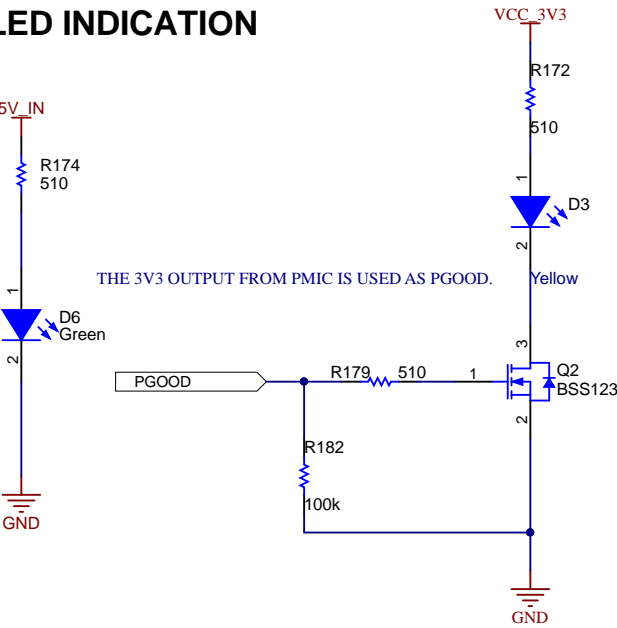 LED INDICATION
VCC_3V3
R172
510
5V_IN
R174
510
1
D3
2
THE 3V3 OUTPUT FROM PMIC IS USED AS PGOOD.
Yellow
1
D6
Green
2
3
Q2
BSS123
PGOOD
R179
510
1
2
R182
100k
GND
GND